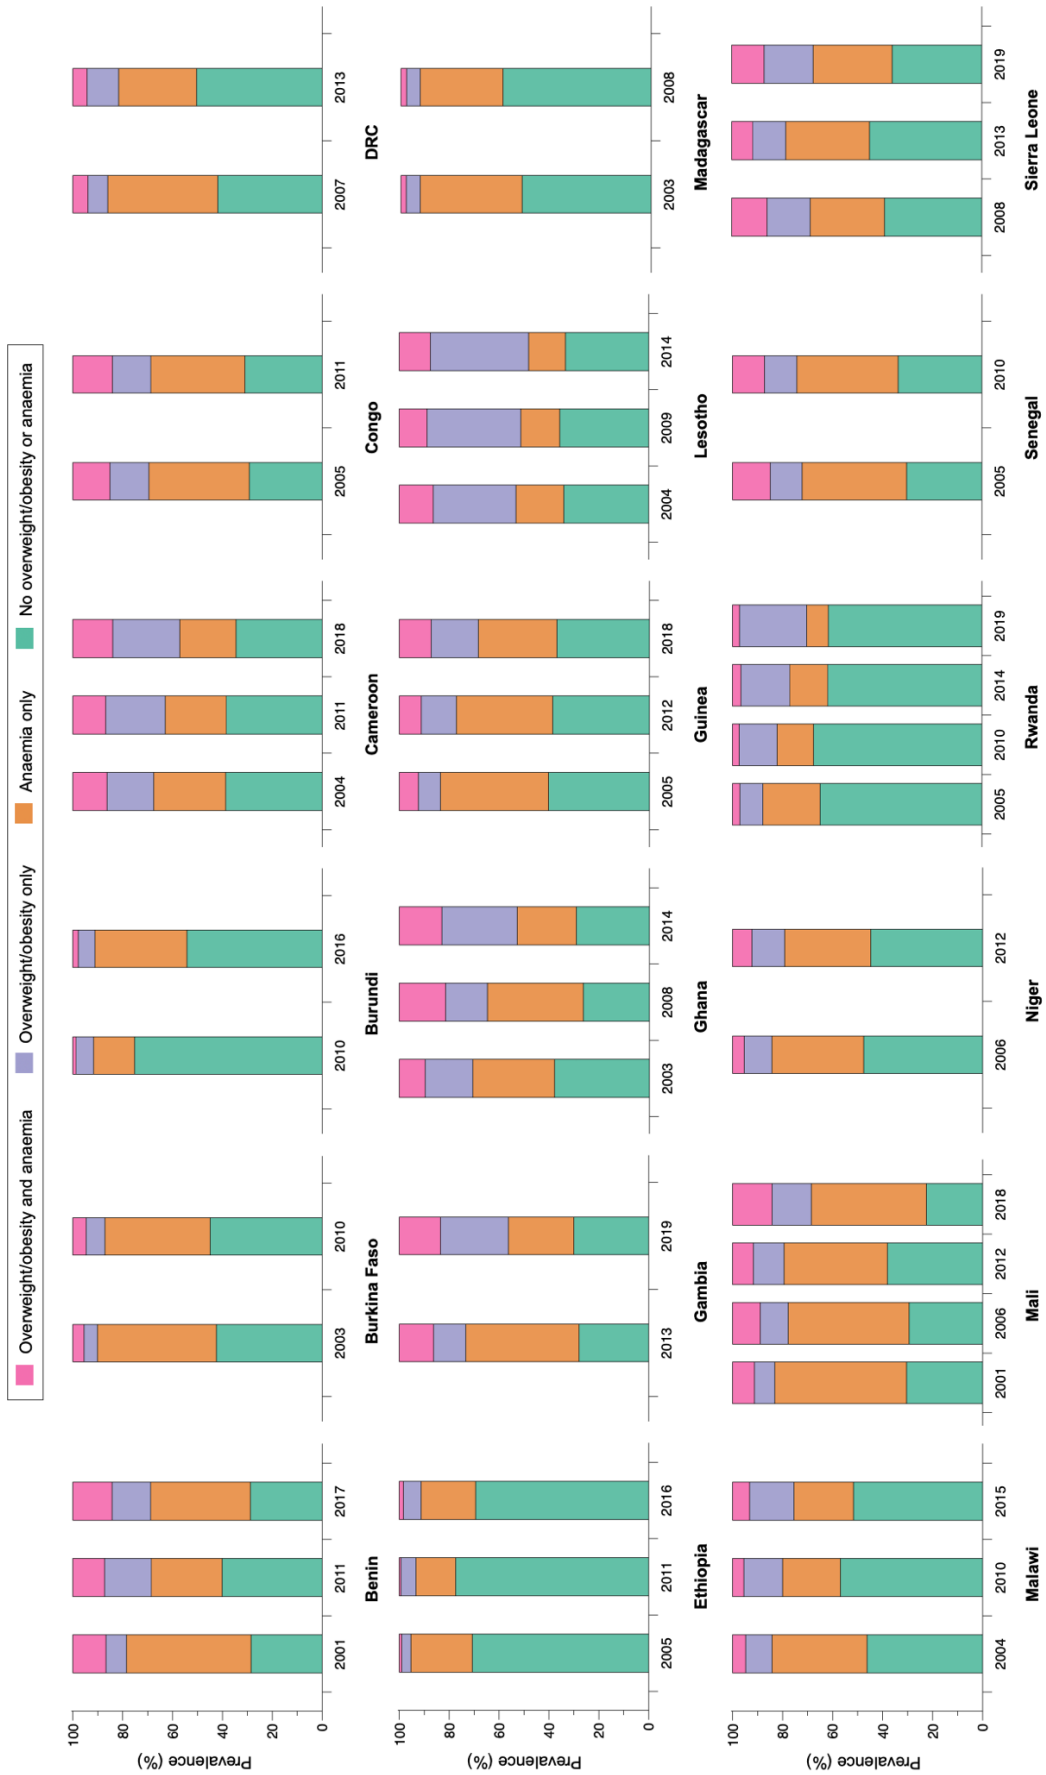 Overweight/obesity and anaemia Overweight/obesity only Anaemia only No overweight/obesity or anaemia
Prevalence (%)
100
80
60
40
20
0
2001 2011 2017
Benin
2003 2010
Burkina Faso
2010 2016
Burundi
2004 2011 2018
Cameroon
2005 2011
Congo
2007 2013
DRC
Prevalence (%)
100
80
60
40
20
0
2005 2011 2016
Ethiopia
2013 2019
Gambia
2003 2008 2014
Ghana
2005 2012 2018
Guinea
2004 2009 2014
Lesotho
2003 2008
Madagascar
Prevalence (%)
100
80
60
40
20
0
2004 2010 2015
Malawi
2001 2006 2012 2018
Mali
2006 2012
Niger
2005 2010 2014 2019
Rwanda
2005 2010
Senegal
2008 2013 2019
Sierra Leone